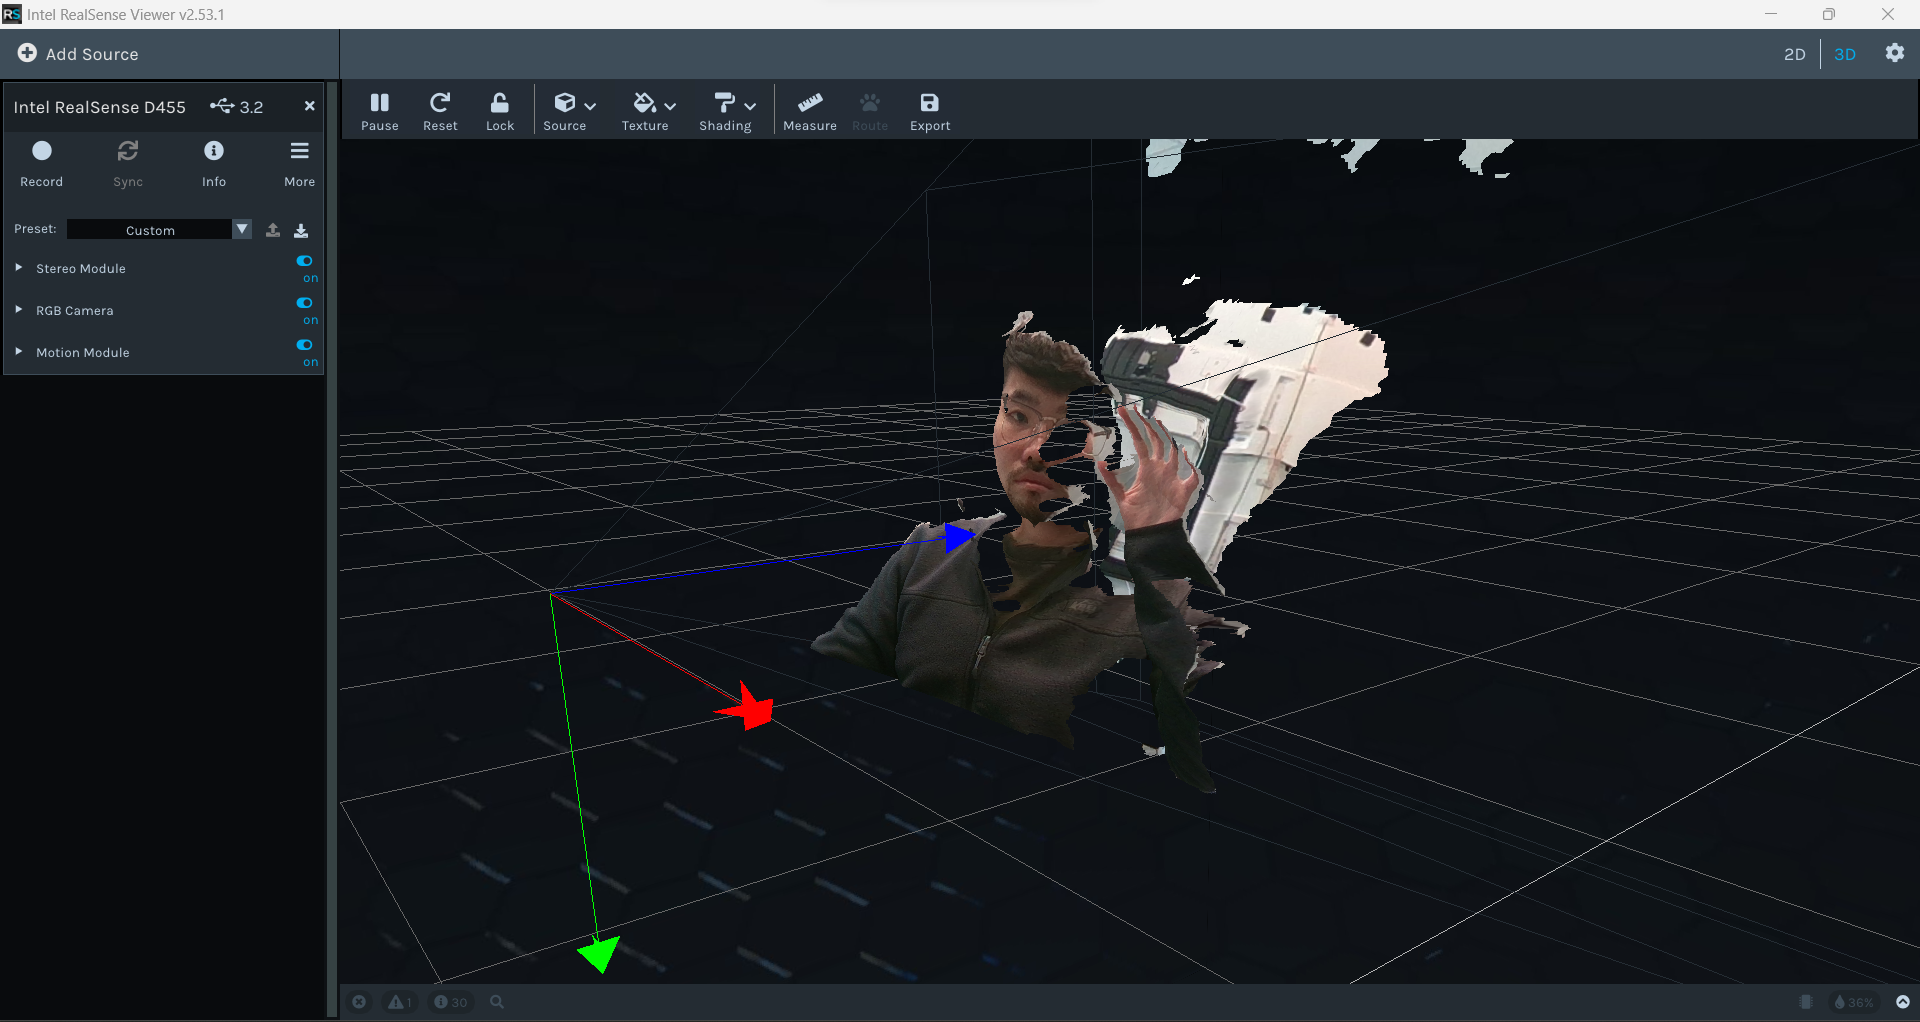 RS Intel RealSense Viewer v2.53.1
Add Source
2D 3D
Intel RealSense D455 3.2
Pause Reset Lock Source Texture Shading Measure Route Export
Record Sync Info More
Preset: Custom
Stereo Module
on
RGB Camera
on
Motion Module
on
1 30 36%